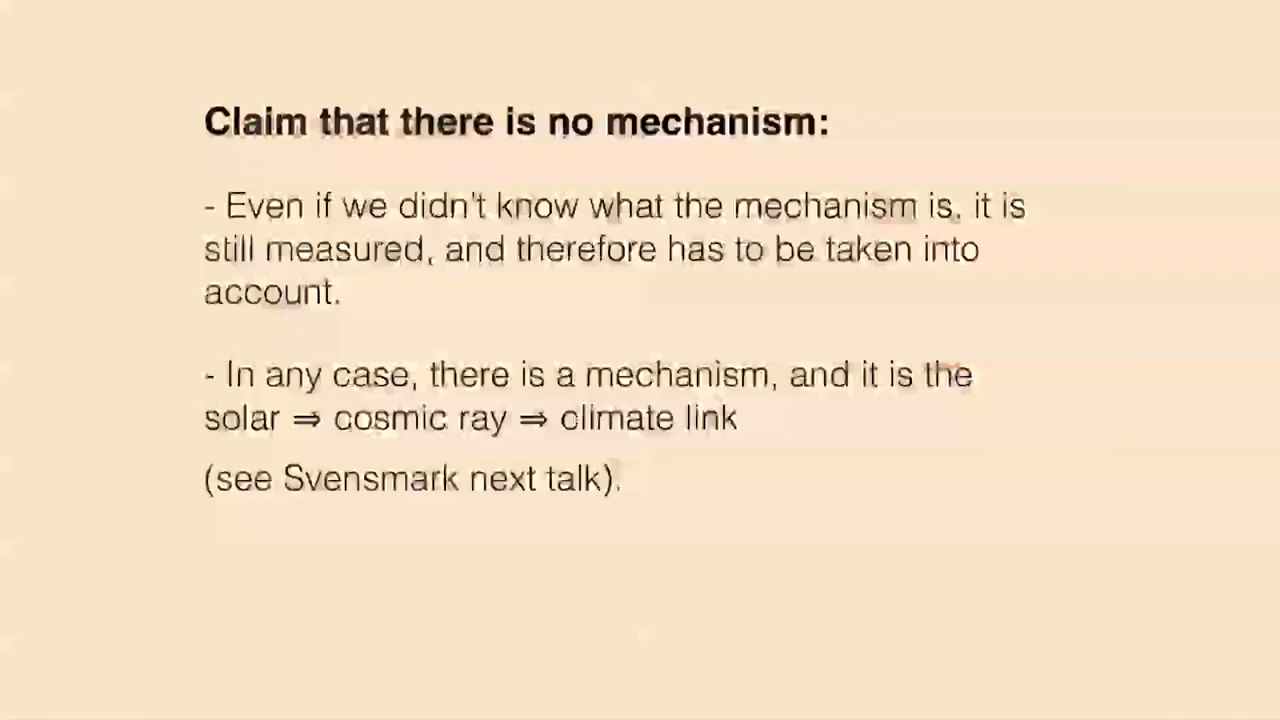 Claim that there is no mechanism:
- Even if we didn't know what the mechanism is, it is
still measured, and therefore has to be taken into
account.
- In any case, there is a mechanism, and it is the
solar ⇒ cosmic ray ⇒ climate link
(see Svensmark next talk).